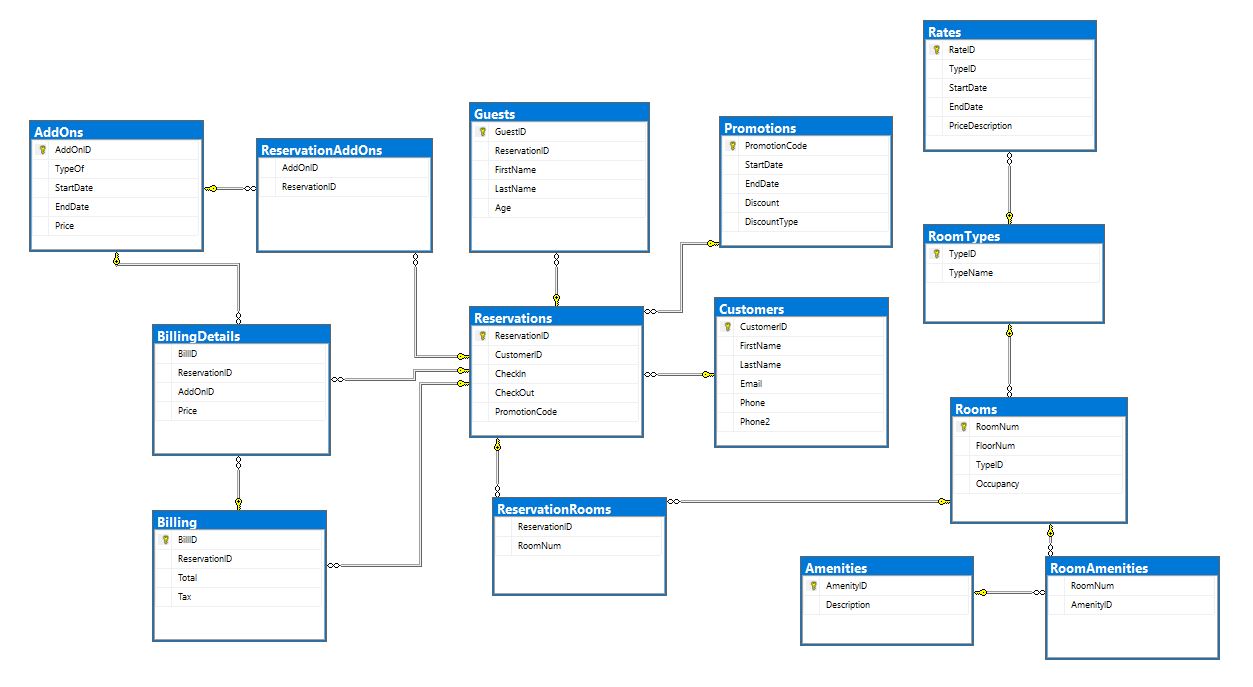 Rates
RateID
TypeID
StartDate
EndDate
PriceDescription
Guests
GuestID
ReservationID
FirstName
LastName
Age
Promotions
PromotionCode
StartDate
EndDate
Discount
DiscountType
AddOns
AddOnID
TypeOf
StartDate
EndDate
Price
ReservationAddOns
AddOnID
ReservationID
RoomTypes
TypeID
TypeName
Customers
CustomerID
FirstName
LastName
Email
Phone
Phone2
Reservations
ReservationID
CustomerID
CheckIn
CheckOut
PromotionCode
BillingDetails
BillID
ReservationID
AddOnID
Price
Rooms
RoomNum
FloorNum
TypeID
Occupancy
ReservationRooms
ReservationID
RoomNum
Billing
BillID
ReservationID
Total
Tax
Amenities
AmenityID
Description
RoomAmenities
RoomNum
AmenityID